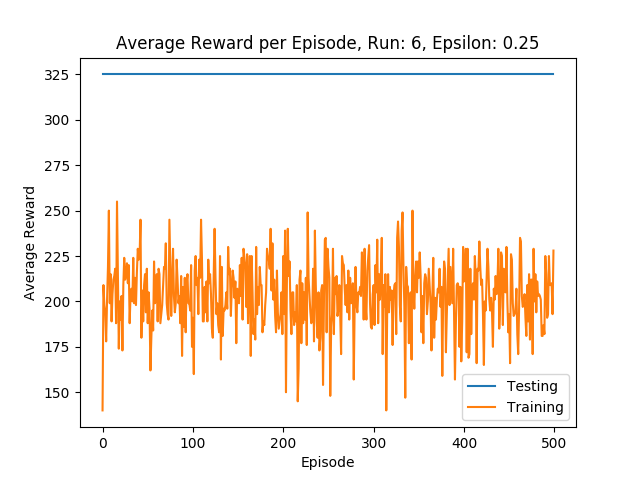 Average Reward per Episode, Run: 6, Epsilon: 0.25
325
300
275
250
225
200
175
150
Average Reward
0
100
200
300
400
500
Episode
Testing
Training